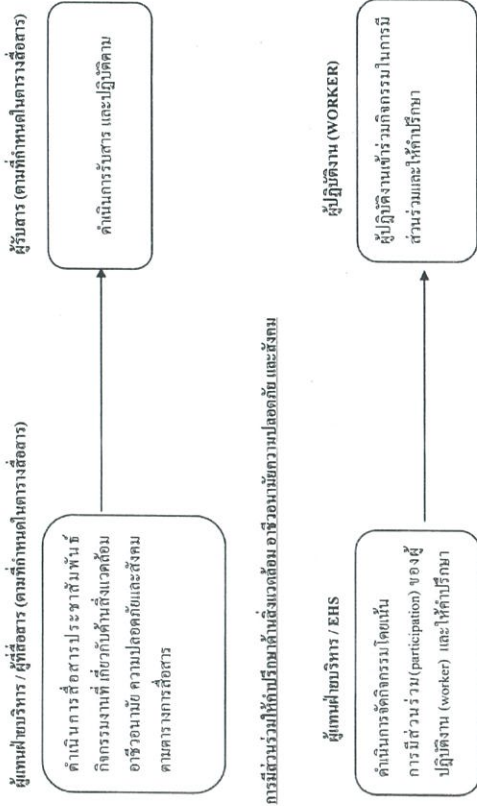 ผู้แทนฝ่ายบริหาร / ผู้ที่สื่อสาร (ตามที่กำหนดในตารางสื่อสาร)
ผู้รับสาร (ตามที่กำหนดในตารางสื่อสาร)
ดำเนินการสื่อสารประชาสัมพันธ์
กิจกรรมงานที่ เกี่ยวกับด้านสิ่งแวดล้อม
อาชีวอนามัย ความปลอดภัยและสังคม
ตามตารางการสื่อสาร
ดำเนินการรับสาร และปฏิบัติตาม
การมีส่วนร่วมให้คำปรึกษาด้านสิ่งแวดล้อม อาชีวอนามัยความปลอดภัย และสังคม
ผู้แทนฝ่ายบริหาร / EHS
ผู้ปฏิบัติงาน (WORKER)
ดำเนินการจัดกิจกรรมโดยเน้น
การมีส่วนร่วม(participation) ของผู้
ปฏิบัติงาน (worker) และให้คำปรึกษา
ผู้ปฏิบัติงานเข้าร่วมกิจกรรมในการมี
ส่วนร่วมและให้คำปรึกษา